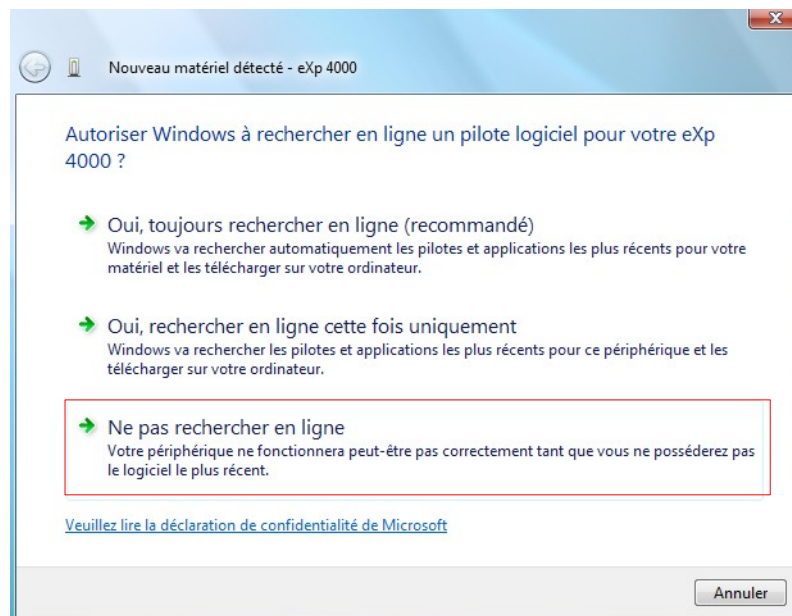 Nouveau matériel détecté - eXp 4000
Autoriser Windows à rechercher en ligne un pilote logiciel pour votre eXp
4000 ?
Oui, toujours rechercher en ligne (recommandé)
Windows va rechercher automatiquement les pilotes et applications les plus récents pour votre
matériel et les télécharger sur votre ordinateur.
Oui, rechercher en ligne cette fois uniquement
Windows va rechercher les pilotes et applications les plus récents pour ce périphérique et les
télécharger sur votre ordinateur.
Ne pas rechercher en ligne
Votre périphérique ne fonctionnera peut-être pas correctement tant que vous ne posséderez pas
le logiciel le plus récent.
Veuillez lire la déclaration de confidentialité de Microsoft
Annuler